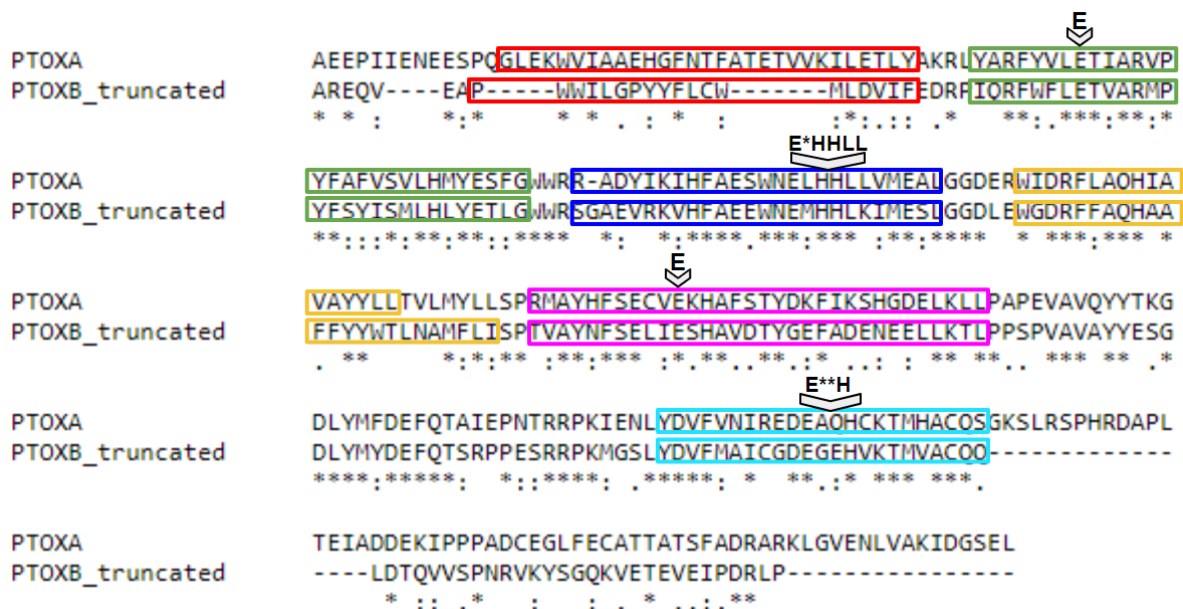 E
PTOXA AEEPIIENEESPQGLEKWVIAAEHGFNTFATETVVKILETLYAKRLYARFYVLETIARVP
PTOXB_truncated AREQV----EAP-----WWILGPYYFLCW-------MLDVIFEDRPIQRFWFLETVARMP
* * : *:* * * . : * : :*:.:: .* **:.***:**:*
E*HHLL
PTOXA YFAFVSVLHMYESFGWWRR-ADYIKIHFAESWNELHHLLVMEALGGDERWIDRFLAQHIA
PTOXB_truncated YFSYISMLHLYETLGWWRSGAEVRKVHFAEEWNEMHHLKIMESLGGDLEWGDRFFAQHAA
**:::*:**:**::**** *: *:****.***:*** :**:**** * ***:*** *
E
PTOXA VAYYLLTVLMYLLSPRMAYHFSECVEKHAFSTYDKFIKSHGDELKLLPAPEVAVQYYTKG
PTOXB_truncated FFYYWTLNAMFLISPTVAYNFSELIESHAVDTYGEFADENEELLKTLPPSPVAVAYYESG
. ** *:*:** :**:*** :*.**..**.:* ..: : ** **.. *** ** .*
E**H
PTOXA DLYMFDEFQTAIEPNTRRPKIENLYDVFVNIREDEAQHCKTMHACQSGKSLRSPHRDAPL
PTOXB_truncated DLYMYDEFQTSRPPESRRPKMGSLYDVFMAICGDEGEHVKTMVACQQ-------------
****:*****: *::****: .*****: * **.:* *** ***.
PTOXA TEIADDEKIPPPADCEGLFECATTATSFADRARKLGVENLVAKIDGSEL
PTOXB_truncated ----LDTQVVSPNRVKYSGQKVETEVEIPDRLP----------------
* :: .* : : . * ..:.**